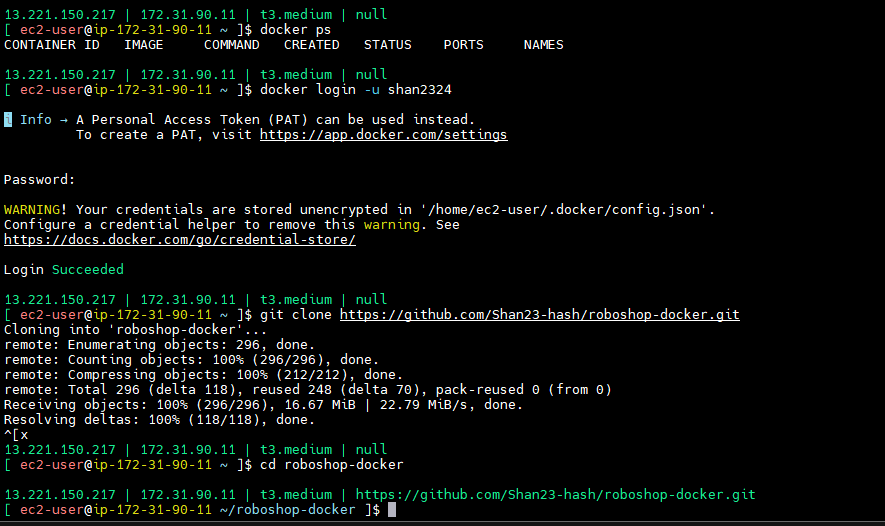 13.221.150.217 | 172.31.90.11 | t3.medium | null
[ ec2-user@ip-172-31-90-11 ~ ]$ docker ps
CONTAINER ID   IMAGE     COMMAND   CREATED   STATUS    PORTS     NAMES
13.221.150.217 | 172.31.90.11 | t3.medium | null
[ ec2-user@ip-172-31-90-11 ~ ]$ docker login -u shan2324
i Info → A Personal Access Token (PAT) can be used instead.
To create a PAT, visit https://app.docker.com/settings
Password:
WARNING! Your credentials are stored unencrypted in '/home/ec2-user/.docker/config.json'.
Configure a credential helper to remove this warning. See
https://docs.docker.com/go/credential-store/
Login Succeeded
13.221.150.217 | 172.31.90.11 | t3.medium | null
[ ec2-user@ip-172-31-90-11 ~ ]$ git clone https://github.com/Shan23-hash/roboshop-docker.git
Cloning into 'roboshop-docker'...
remote: Enumerating objects: 296, done.
remote: Counting objects: 100% (296/296), done.
remote: Compressing objects: 100% (212/212), done.
remote: Total 296 (delta 118), reused 248 (delta 70), pack-reused 0 (from 0)
Receiving objects: 100% (296/296), 16.67 MiB | 22.79 MiB/s, done.
Resolving deltas: 100% (118/118), done.
^[x
13.221.150.217 | 172.31.90.11 | t3.medium | null
[ ec2-user@ip-172-31-90-11 ~ ]$ cd roboshop-docker
13.221.150.217 | 172.31.90.11 | t3.medium | https://github.com/Shan23-hash/roboshop-docker.git
[ ec2-user@ip-172-31-90-11 ~/roboshop-docker ]$